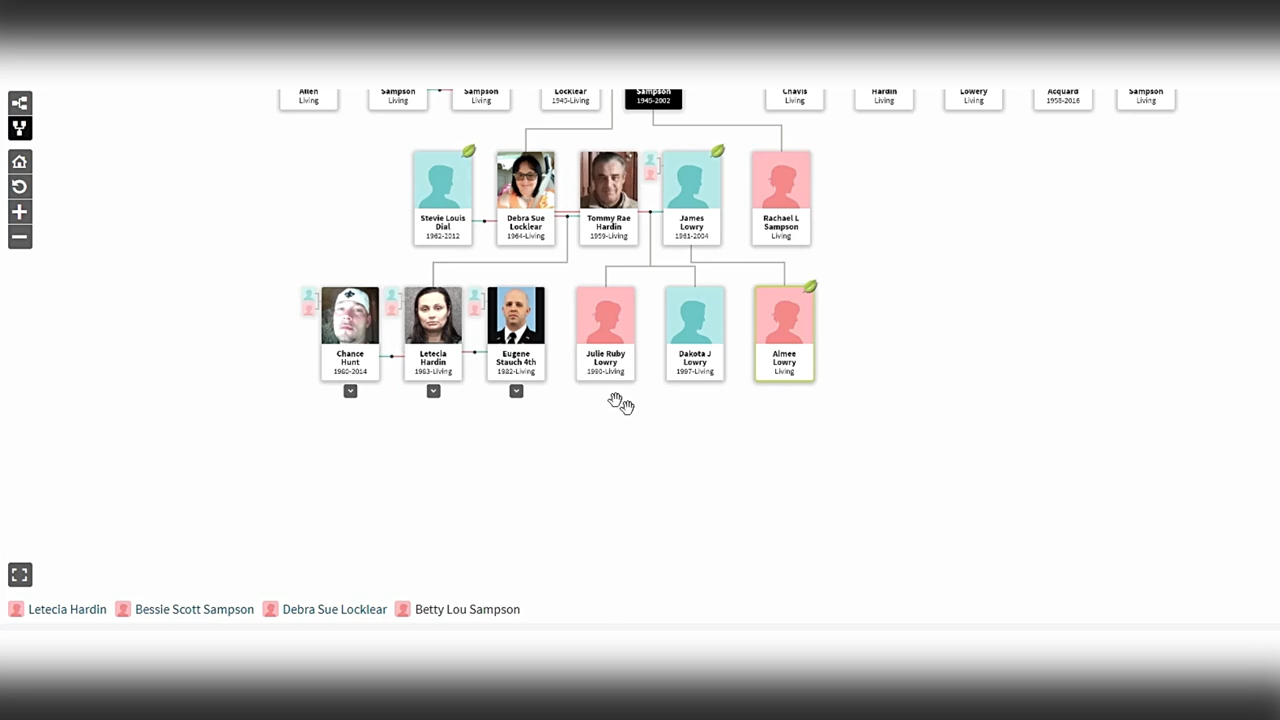 Allen
Living
Sampson
Living
Sampson
Living
Locklear
1945-Living
Sampson
1945-2002
Chavis
Living
Hardin
Living
Lowery
Living
Acquard
1958-2016
Sampson
Living
Stevie Louis
Dial
1962-2012
Debra Sue
Locklear
1964-Living
Tommy Rae
Hardin
1959-Living
James
Lowry
1961-2004
Rachael L
Sampson
Living
Chance
Hunt
1980-2014
Letecia
Hardin
1983-Living
Eugene
Stauch 4th
1982-Living
Julie Ruby
Lowry
1990-Living
Dakota J
Lowry
1997-Living
Aimee
Lowry
Living
Letecia Hardin
Bessie Scott Sampson
Debra Sue Locklear
Betty Lou Sampson